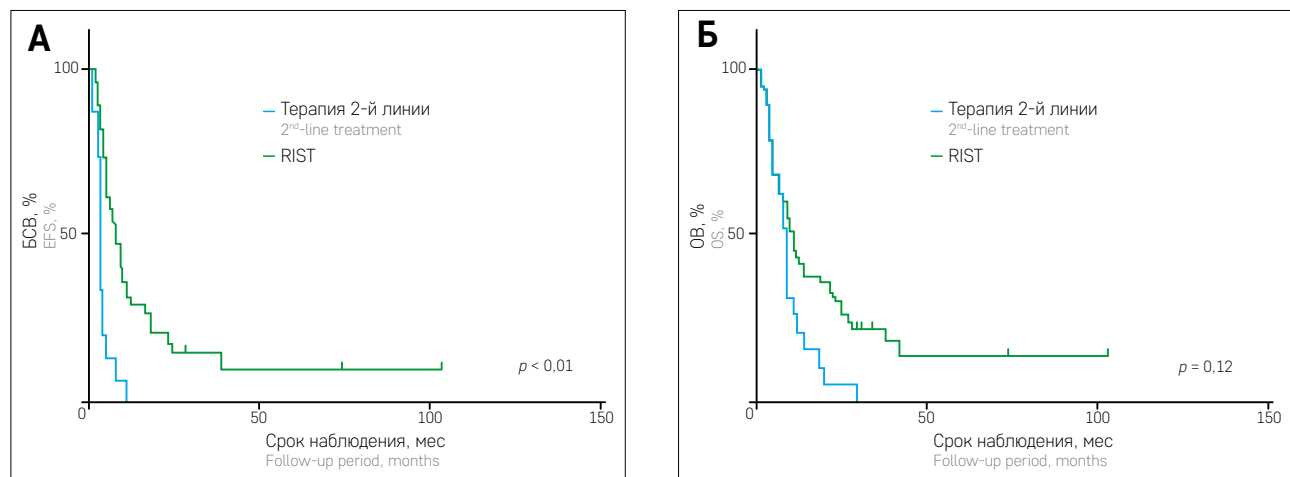 А
100
50
0
50
100
150
БСВ, %
EFS, %
Терапия 2-й линии
2nd-line treatment
RIST
p < 0,01
Срок наблюдения, мес
Follow-up period, months
Б
100
50
0
50
100
150
ОВ, %
OS, %
Терапия 2-й линии
2nd-line treatment
RIST
p = 0,12
Срок наблюдения, мес
Follow-up period, months